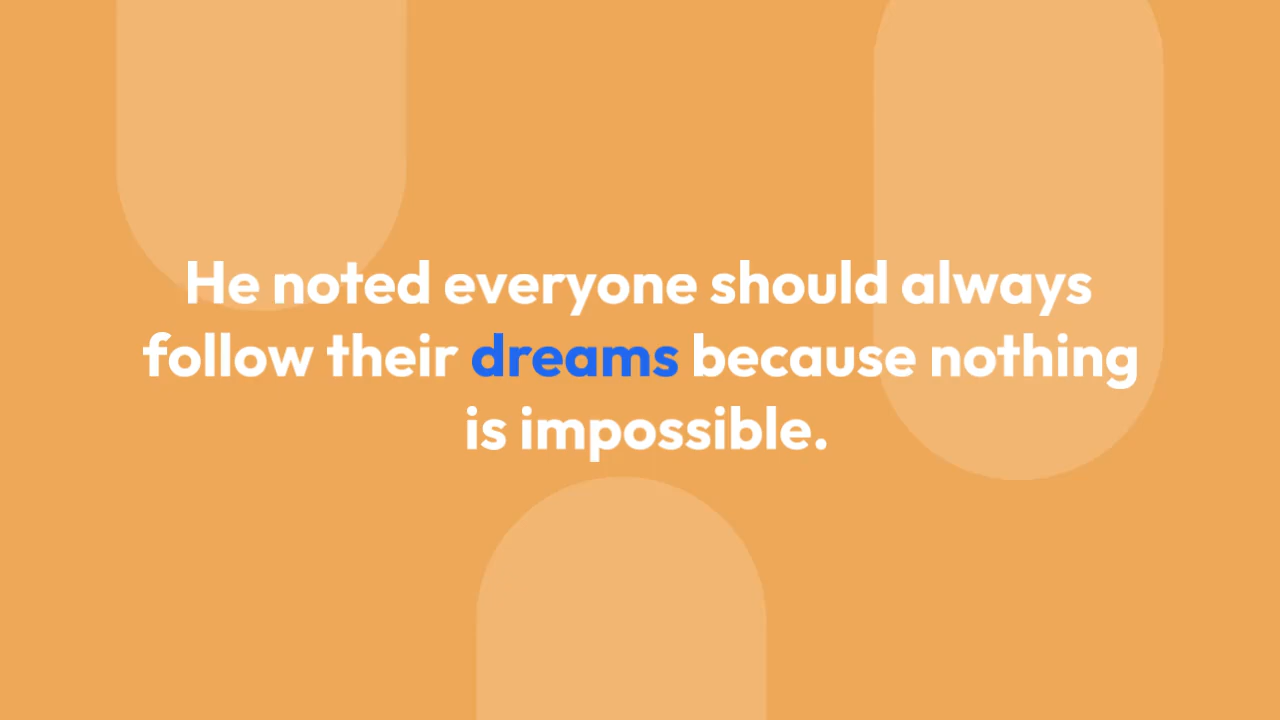 He noted everyone should always
follow their dreams because nothing
is impossible.